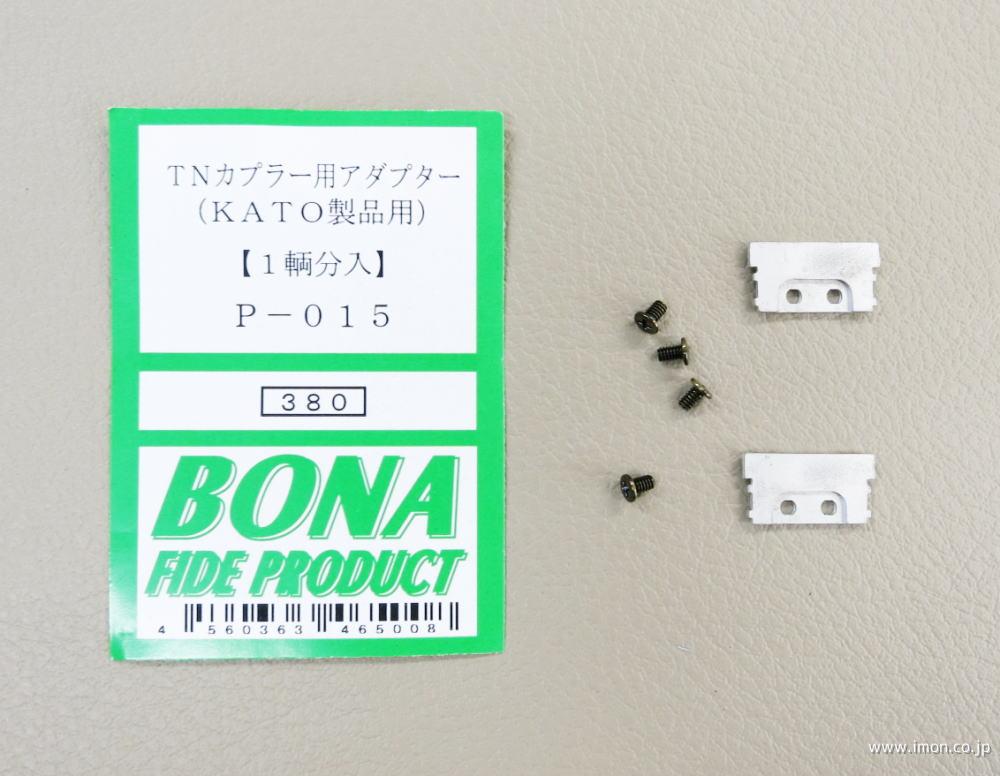 TNカプラー用アダプター
(KATO製品用)
【1輌分入】
P-015
380
BONA
FIDE PRODUCT
4 560363 465008
www.imon.co.jp